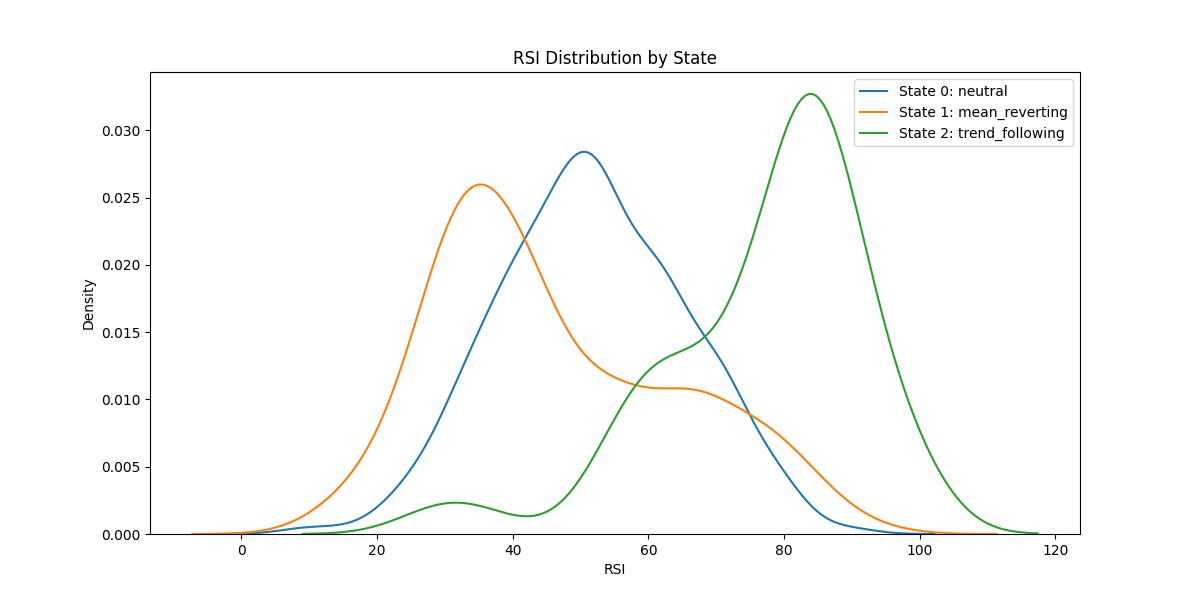 RSI Distribution by State
State 0: neutral
State 1: mean_reverting
State 2: trend_following
0.030
0.025
0.020
0.015
0.010
0.005
0.000
Density
0 20 40 60 80 100 120
RSI